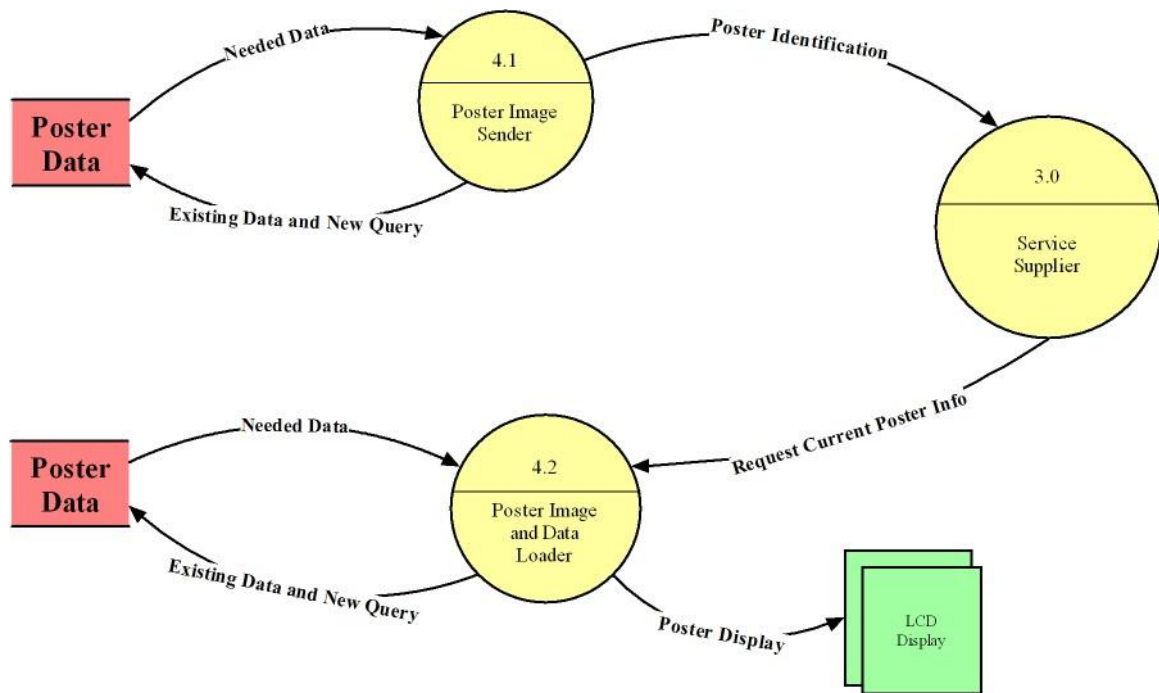 Needed Data
4.1
Poster Image
Sender
Poster Identification
Poster
Data
Existing Data and New Query
3.0
Service
Supplier
Request Current Poster Info
Needed Data
4.2
Poster Image
and Data
Loader
Poster
Data
Existing Data and New Query
Poster Display
LCD
Display